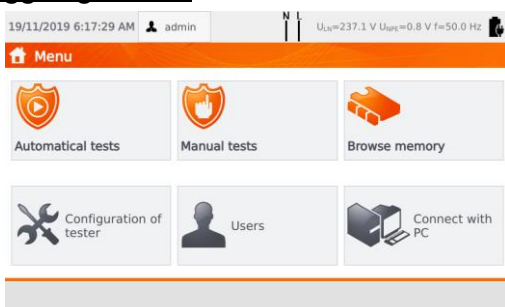 19/11/2019 6:17:29 AM admin N L ULN=237.1 V UNPE=0.8 V f=50.0 Hz
Menu
Automatical tests Manual tests Browse memory
Configuration of tester
Users
Connect with PC